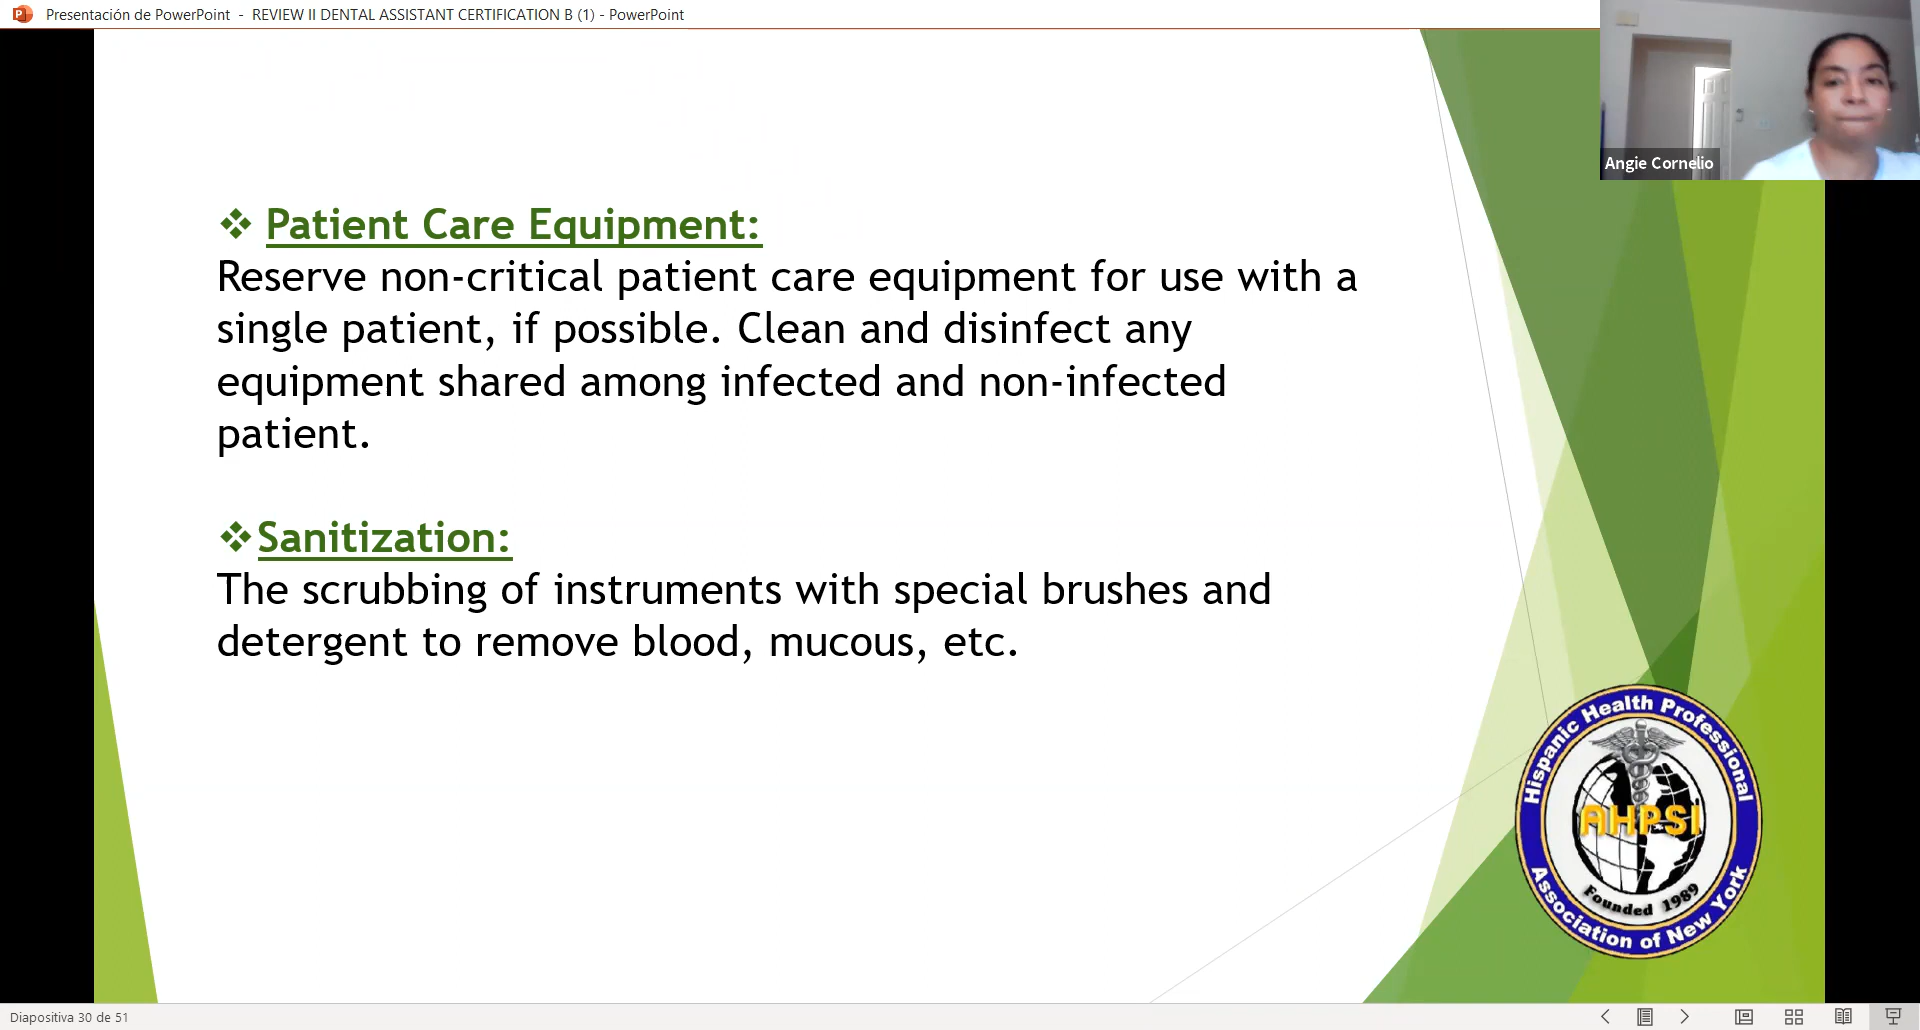 Presentación de PowerPoint - REVIEW II DENTAL ASSISTANT CERTIFICATION B (1) - PowerPoint
Angie Cornelio
Patient Care Equipment:
Reserve non-critical patient care equipment for use with a
single patient, if possible. Clean and disinfect any
equipment shared among infected and non-infected
patient.
Sanitization:
The scrubbing of instruments with special brushes and
detergent to remove blood, mucous, etc.
Hispanic Health Professional
AHPSI
Founded 1989
Association of New York
Diapositiva 30 de 51